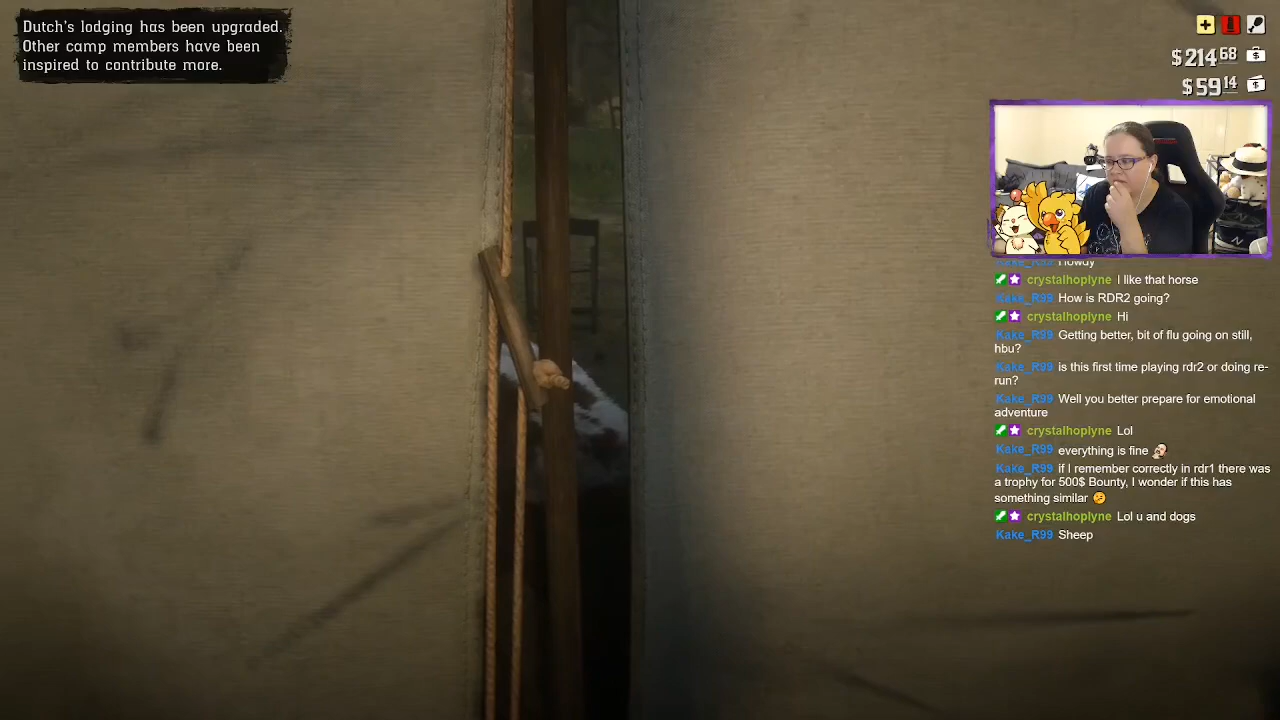 Dutch's lodging has been upgraded.
Other camp members have been
inspired to contribute more.
$214 68
$59 14
Kake_R99 Howdy
crystalhoplyne I like that horse
Kake_R99 How is RDR2 going?
crystalhoplyne Hi
Kake_R99 Getting better, bit of flu going on still,
hbu?
Kake_R99 is this first time playing rdr2 or doing re-
run?
Kake_R99 Well you better prepare for emotional
adventure
crystalhoplyne Lol
Kake_R99 everything is fine
Kake_R99 if I remember correctly in rdr1 there was
a trophy for 500$ Bounty, I wonder if this has
something similar
crystalhoplyne Lol u and dogs
Kake_R99 Sheep